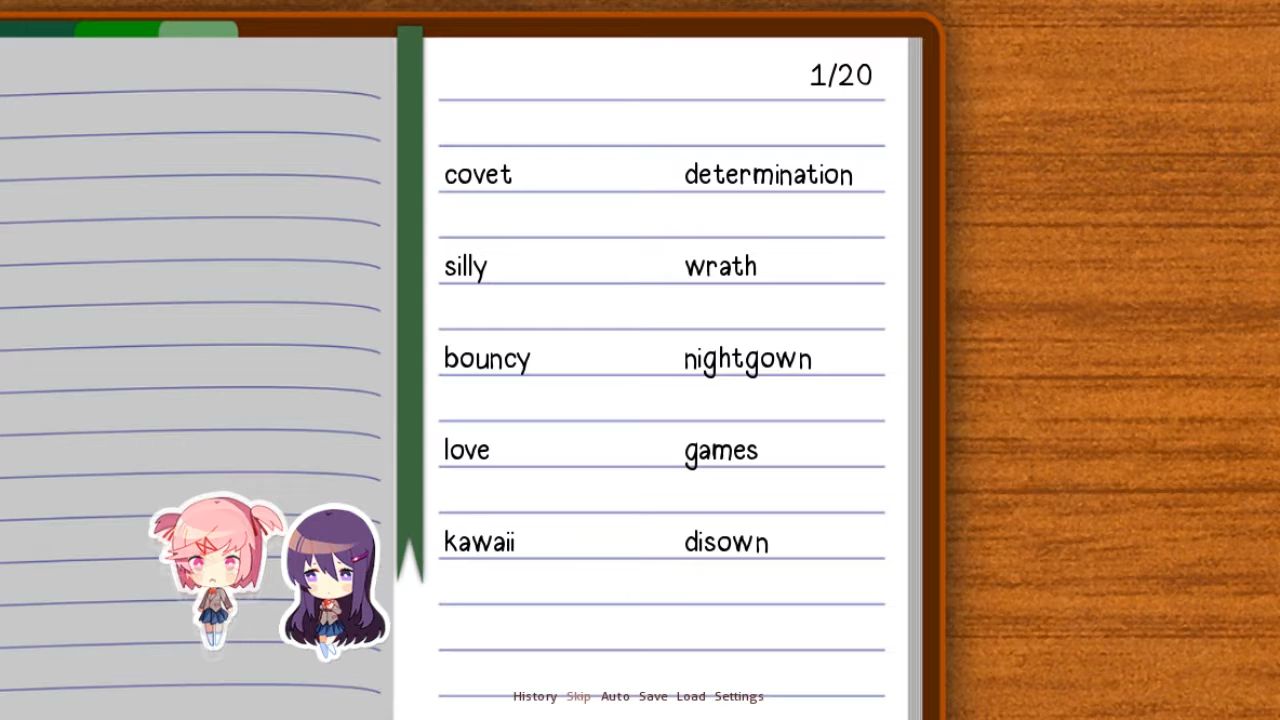 1/20
covet determination
silly wrath
bouncy nightgown
love games
kawaii disown
History Skip Auto Save Load Settings